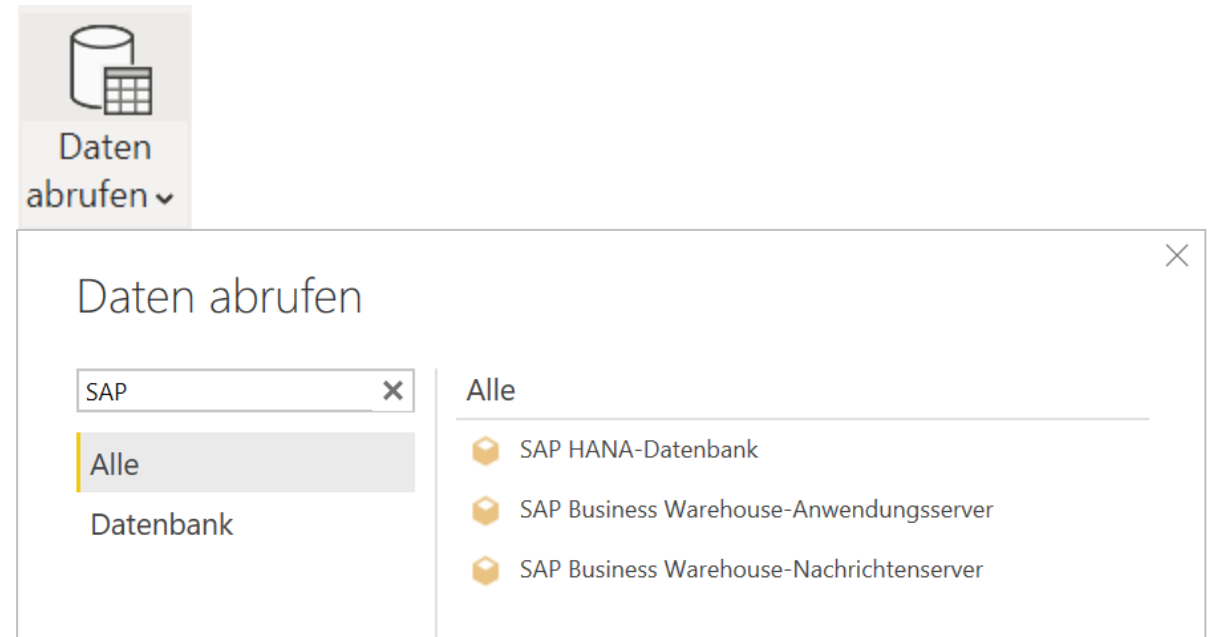 Daten
abrufen
Daten abrufen
SAP
Alle
Datenbank
Alle
SAP HANA-Datenbank
SAP Business Warehouse-Anwendungsserver
SAP Business Warehouse-Nachrichtenserver